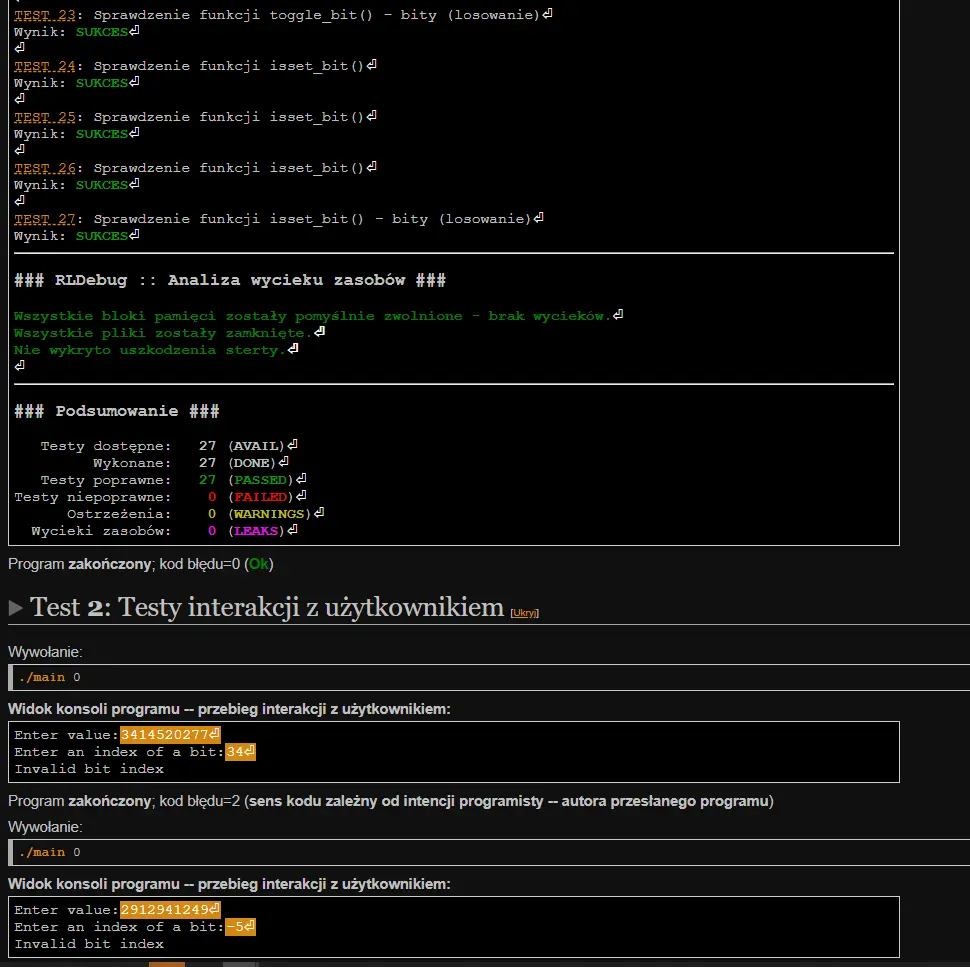 TEST 23: Sprawdzenie funkcji toggle_bit() - bity (losowanie)⏎
Wynik: SUKCES⏎
⏎
TEST 24: Sprawdzenie funkcji isset_bit()⏎
Wynik: SUKCES⏎
⏎
TEST 25: Sprawdzenie funkcji isset_bit()⏎
Wynik: SUKCES⏎
⏎
TEST 26: Sprawdzenie funkcji isset_bit()⏎
Wynik: SUKCES⏎
⏎
TEST 27: Sprawdzenie funkcji isset_bit() - bity (losowanie)⏎
Wynik: SUKCES⏎
### RLDebug :: Analiza wycieku zasobów ###
Wszystkie bloki pamięci zostały pomyślnie zwolnione - brak wycieków.⏎
Wszystkie pliki zostały zamknięte.⏎
Nie wykryto uszkodzenia sterty.⏎
⏎
### Podsumowanie ###
Testy dostępne: 27 (AVAIL)⏎
Wykonane: 27 (DONE)⏎
Testy poprawne: 27 (PASSED)⏎
Testy niepoprawne: 0 (FAILED)⏎
Ostrzeżenia: 0 (WARNINGS)⏎
Wycieki zasobów: 0 (LEAKS)⏎
Program zakończony; kod błędu=0 (Ok)
Test 2: Testy interakcji z użytkownikiem [Ukryj]
Wywołanie:
./main 0
Widok konsoli programu -- przebieg interakcji z użytkownikiem:
Enter value:3414520277⏎
Enter an index of a bit:34⏎
Invalid bit index
Program zakończony; kod błędu=2 (sens kodu zależny od intencji programisty -- autora przesłanego programu)
Wywołanie:
./main 0
Widok konsoli programu -- przebieg interakcji z użytkownikiem:
Enter value:2912941249⏎
Enter an index of a bit:-5⏎
Invalid bit index